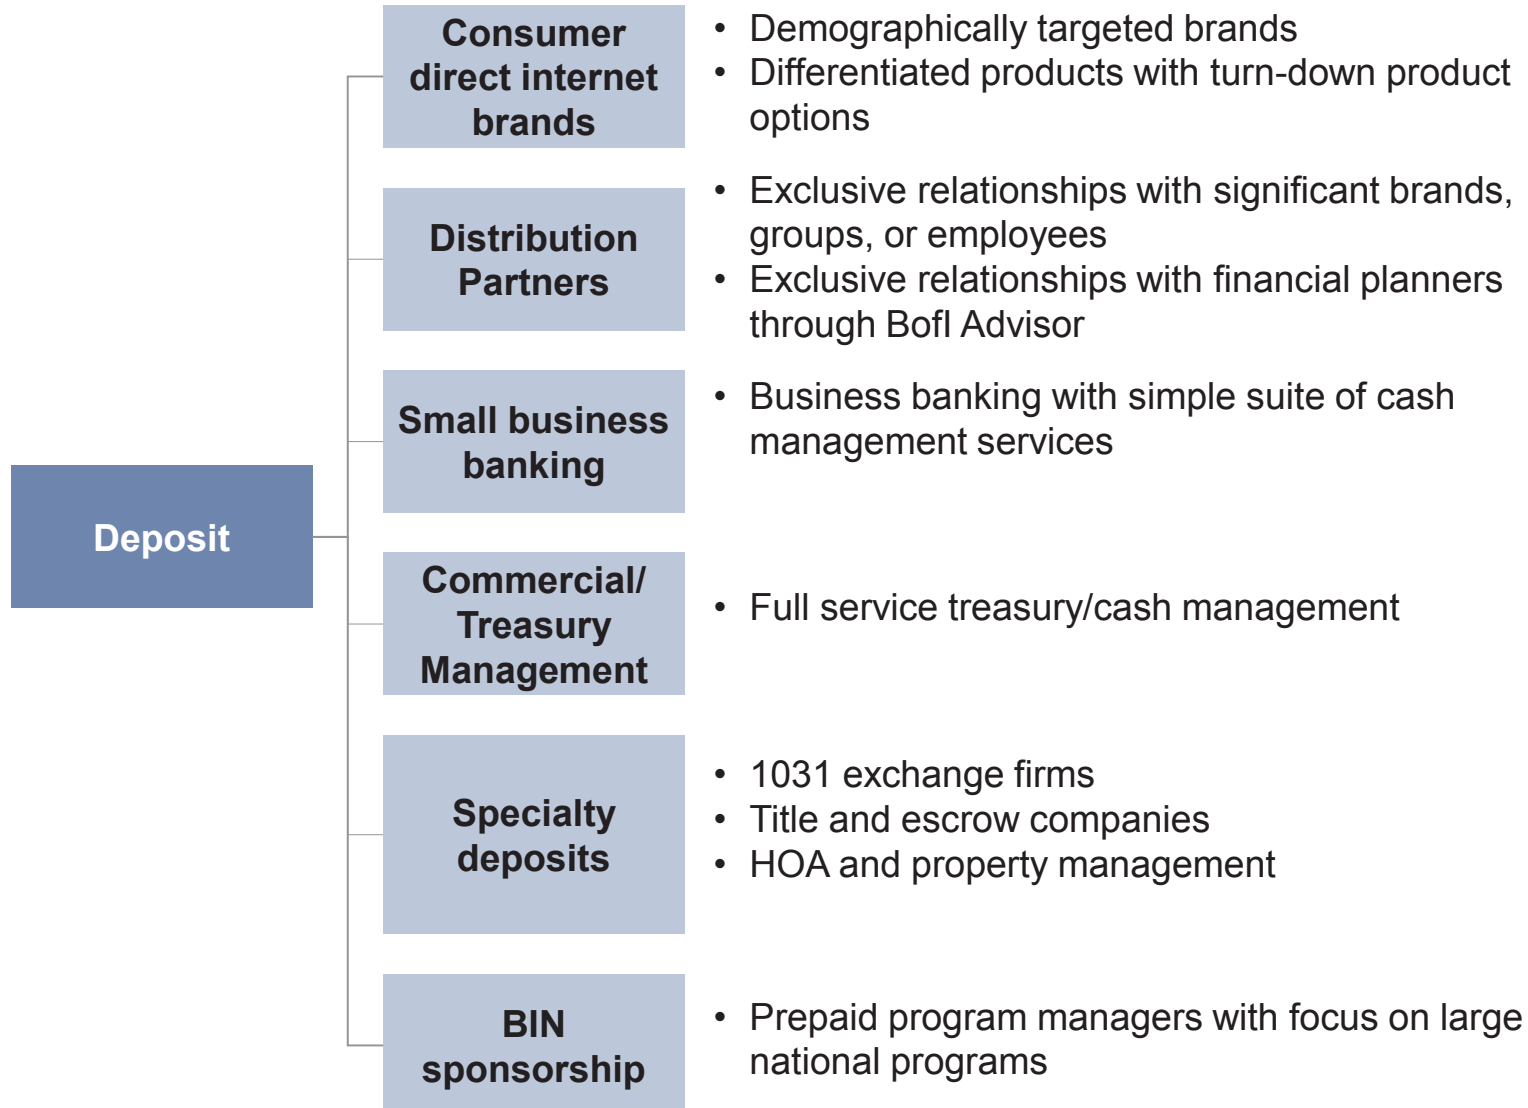 Consumer
direct internet
brands
• Demographically targeted brands
• Differentiated products with turn-down product
options
Distribution
Partners
• Exclusive relationships with significant brands,
groups, or employees
• Exclusive relationships with financial planners
through BofI Advisor
Small business
banking
• Business banking with simple suite of cash
management services
Deposit
Commercial/
Treasury
Management
• Full service treasury/cash management
Specialty
deposits
• 1031 exchange firms
• Title and escrow companies
• HOA and property management
BIN
sponsorship
• Prepaid program managers with focus on large
national programs